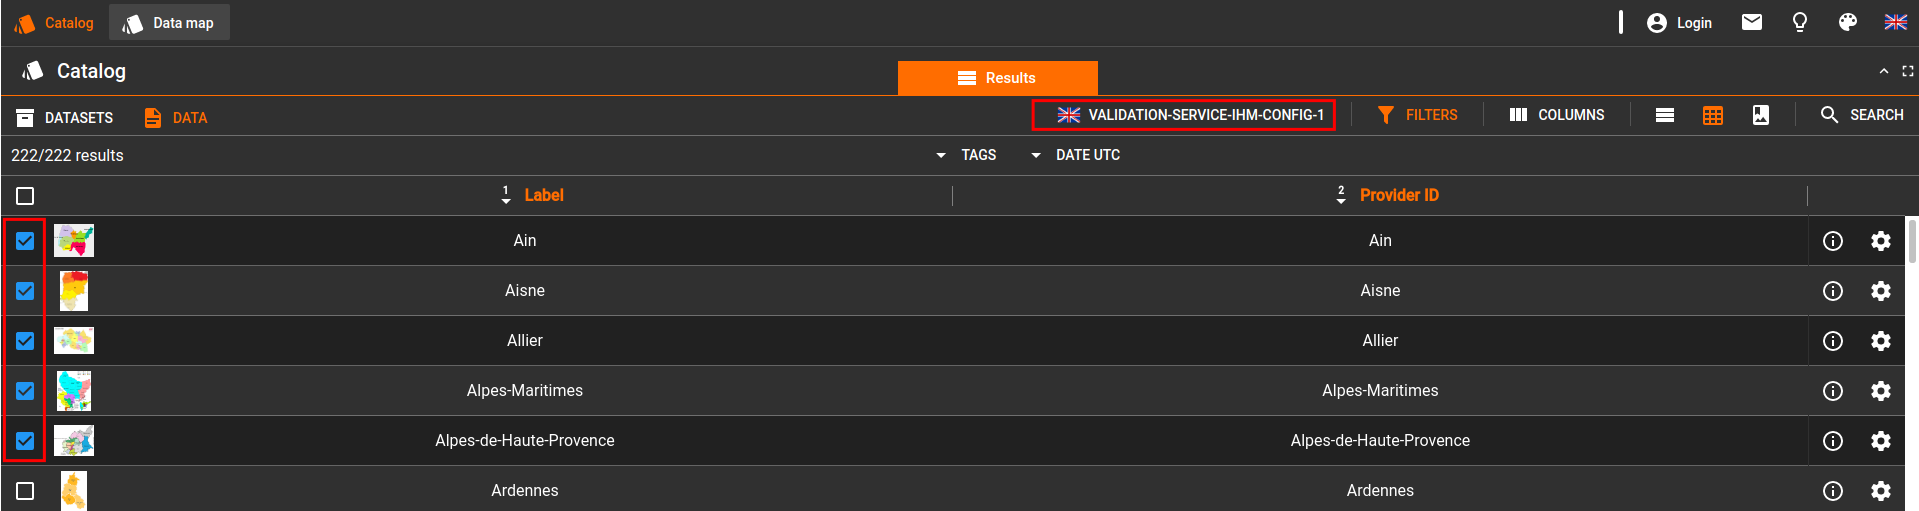 Catalog Data map Login
Catalog Results
DATASETS DATA VALIDATION-SERVICE-IHM-CONFIG-1 FILTERS COLUMNS SEARCH
222/222 results TAGS DATE UTC
1 Label 2 Provider ID
Ain Ain
Aisne Aisne
Allier Allier
Alpes-Maritimes Alpes-Maritimes
Alpes-de-Haute-Provence Alpes-de-Haute-Provence
Ardennes Ardennes